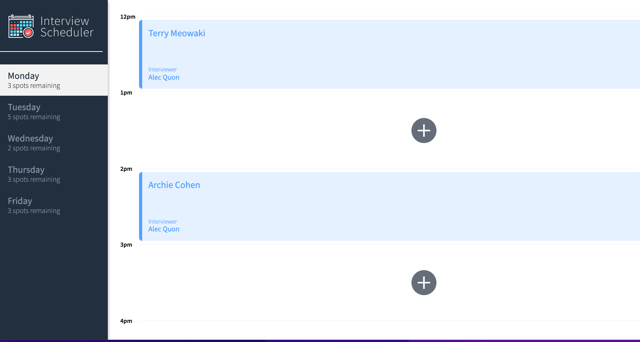 Interview
Scheduler
Monday
3 spots remaining
Tuesday
5 spots remaining
Wednesday
2 spots remaining
Thursday
3 spots remaining
Friday
3 spots remaining
12pm
Terry Meowaki
Interviewer
Alec Quon
1pm
2pm
Archie Cohen
Interviewer
Alec Quon
3pm
4pm